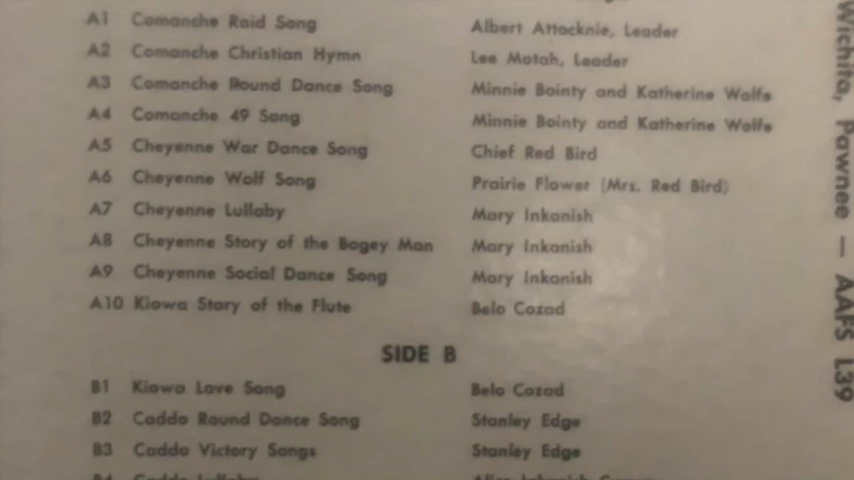 A1 Comanche Raid Song Albert Attocknie, Leader
A2 Comanche Christian Hymn Lee Motah, Leader
A3 Comanche Round Dance Song Minnie Bointy and Katherine Wolfe
A4 Comanche 49 Song Minnie Bointy and Katherine Wolfe
A5 Cheyenne War Dance Song Chief Red Bird
A6 Cheyenne Wolf Song Prairie Flower (Mrs. Red Bird)
A7 Cheyenne Lullaby Mary Inkanish
A8 Cheyenne Story of the Bogey Man Mary Inkanish
A9 Cheyenne Social Dance Song Mary Inkanish
A10 Kiowa Story of the Flute Belo Cozad
SIDE B
B1 Kiowa Love Song Belo Cozad
B2 Caddo Round Dance Song Stanley Edge
B3 Caddo Victory Songs Stanley Edge
B4 Caddo Lullaby
Wichita, Pawnee — AAFS L39